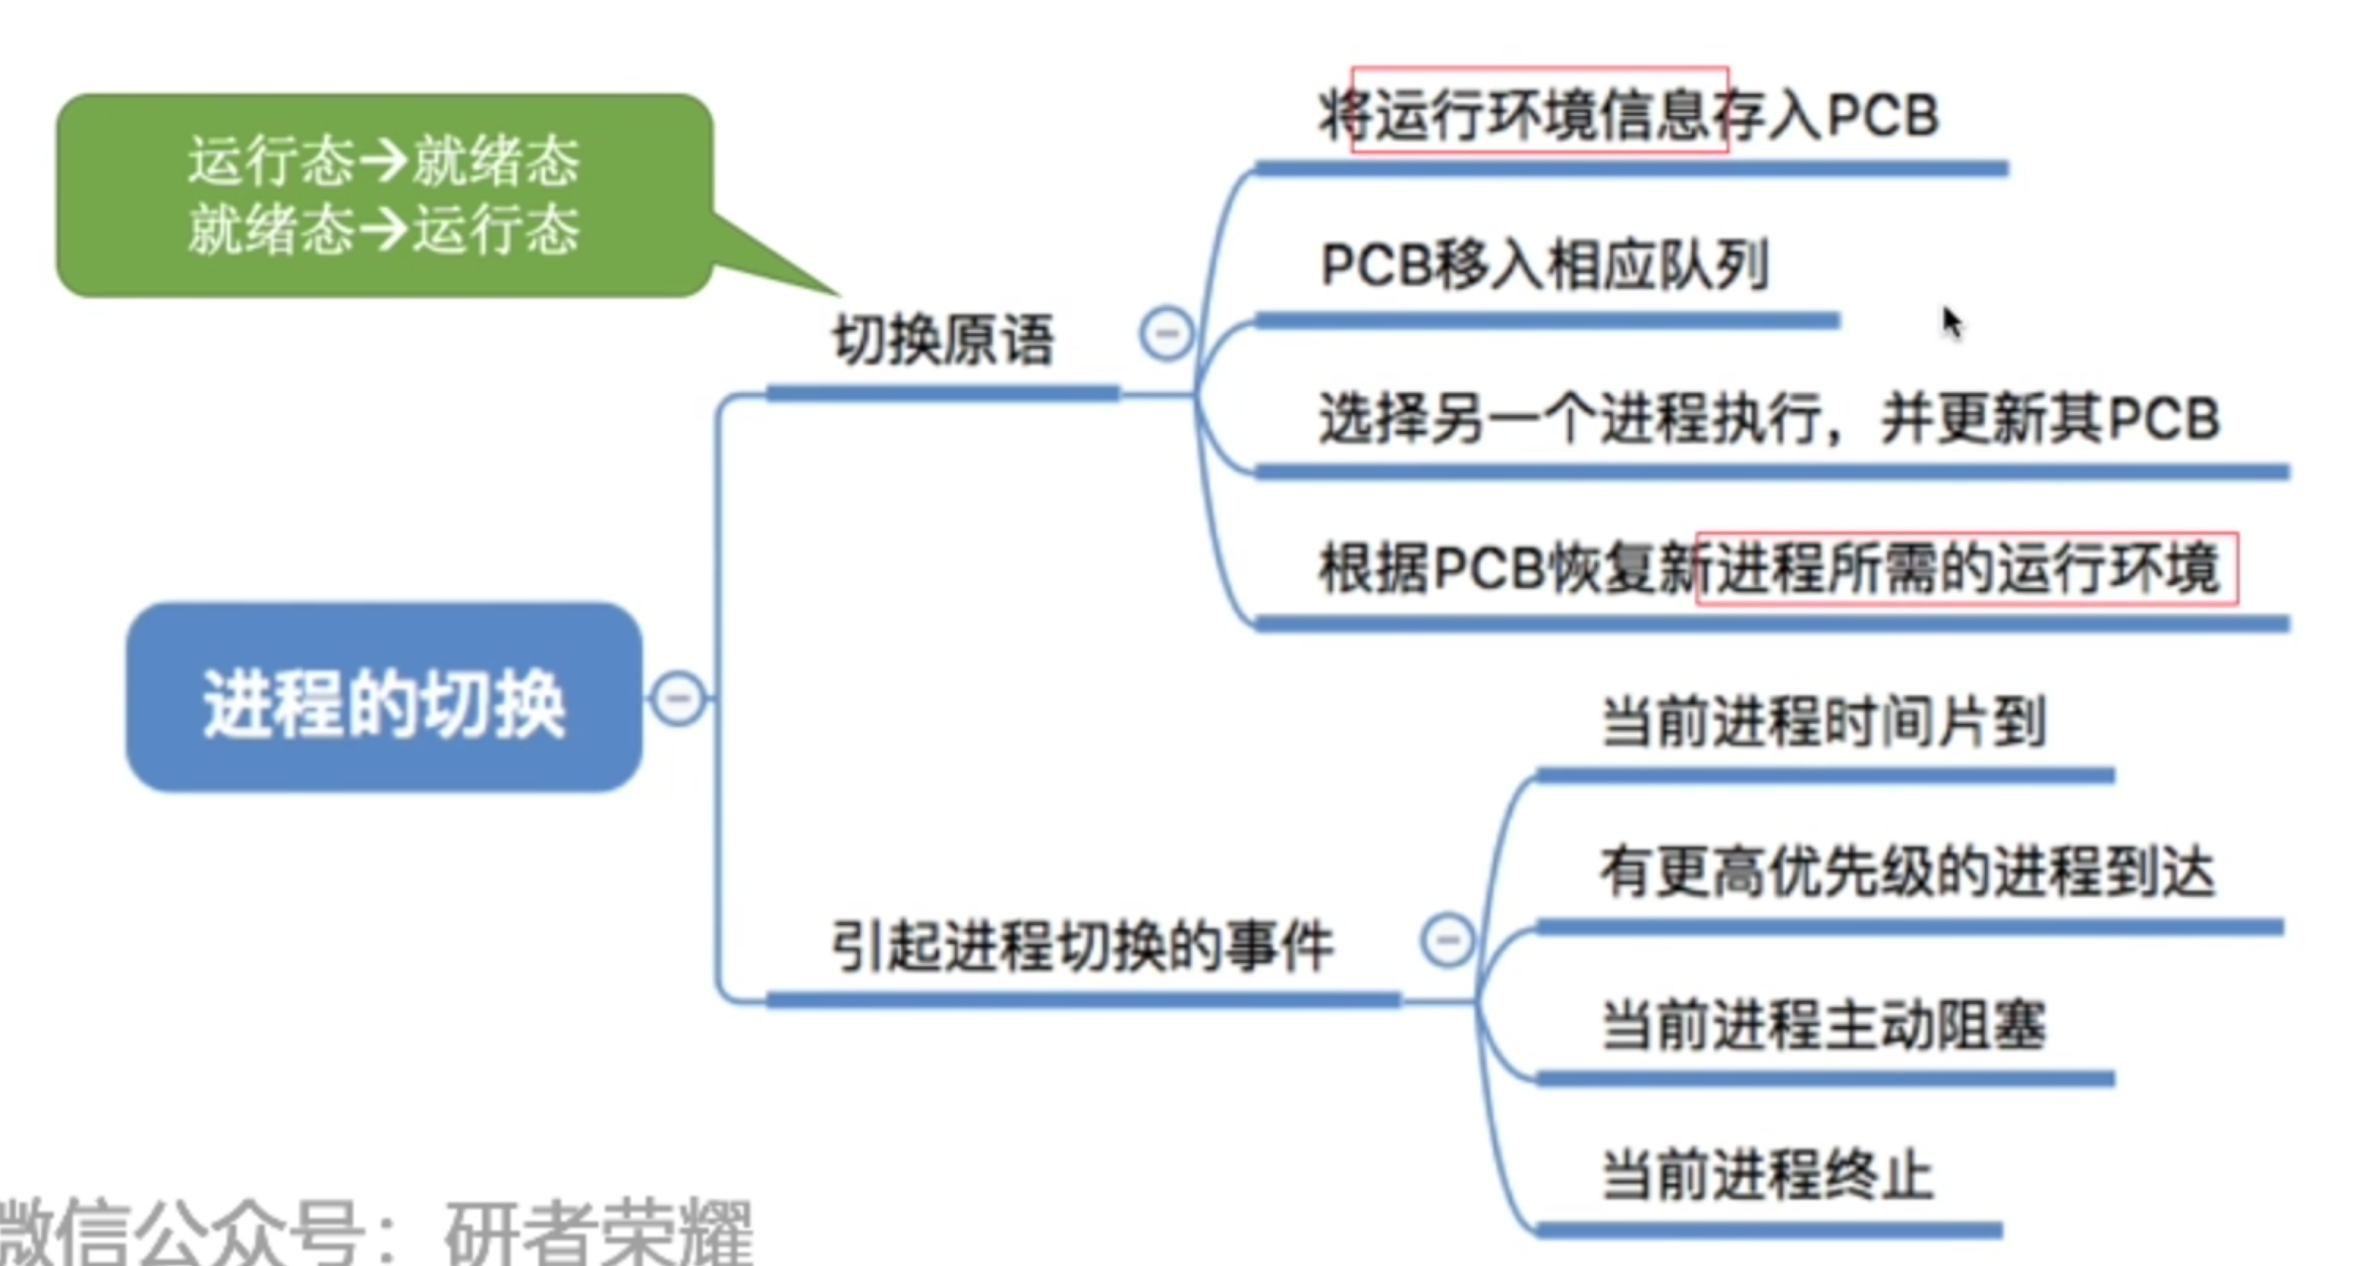 运行态→就绪态
就绪态→运行态
进程的切换
切换原语
将运行环境信息存入PCB
PCB移入相应队列
选择另一个进程执行，并更新其PCB
根据PCB恢复新进程所需的运行环境
引起进程切换的事件
当前进程时间片到
有更高优先级的进程到达
当前进程主动阻塞
当前进程终止
微信公众号：研者荣耀